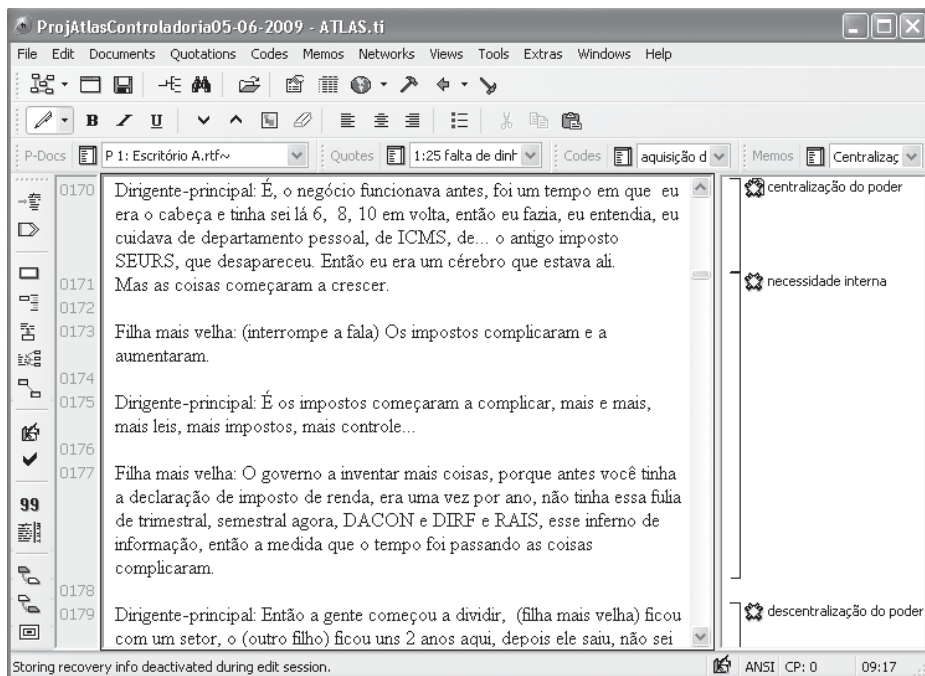 ProjAtlasControladoria05-06-2009 - ATLAS.ti
File Edit Documents Quotations Codes Memos Networks Views Tools Extras Windows Help
B I U
P-Docs P 1: Escritório A.rtf~ Quotes 1:25 falta de dinh Codes aquisição d Memos Centralizaç
0170 Dirigente-principal: É, o negócio funcionava antes, foi um tempo em que eu
era o cabeça e tinha sei lá 6, 8, 10 em volta, então eu fazia, eu entendia, eu
cuidava de departamento pessoal, de ICMS, de... o antigo imposto
SEURS, que desapareceu. Então eu era um cérebro que estava ali.
0171 Mas as coisas começaram a crescer.
0172
0173 Filha mais velha: (interrompe a fala) Os impostos complicaram e a
aumentaram.
0174
0175 Dirigente-principal: É os impostos começaram a complicar, mais e mais,
mais leis, mais impostos, mais controle...
0176
0177 Filha mais velha: O governo a inventar mais coisas, porque antes você tinha
a declaração de imposto de renda, era uma vez por ano, não tinha essa fulia
de trimestral, semestral agora, DACON e DIRF e RAIS, esse inferno de
informação, então a medida que o tempo foi passando as coisas
complicaram.
0178
0179 Dirigente-principal: Então a gente começou a dividir, (filha mais velha) ficou
com um setor, o (outro filho) ficou uns 2 anos aqui, depois ele saiu, não sei
centralização do poder
necessidade interna
descentralização do poder
99
Storing recovery info deactivated during edit session. ANSI CP: 0 09:17